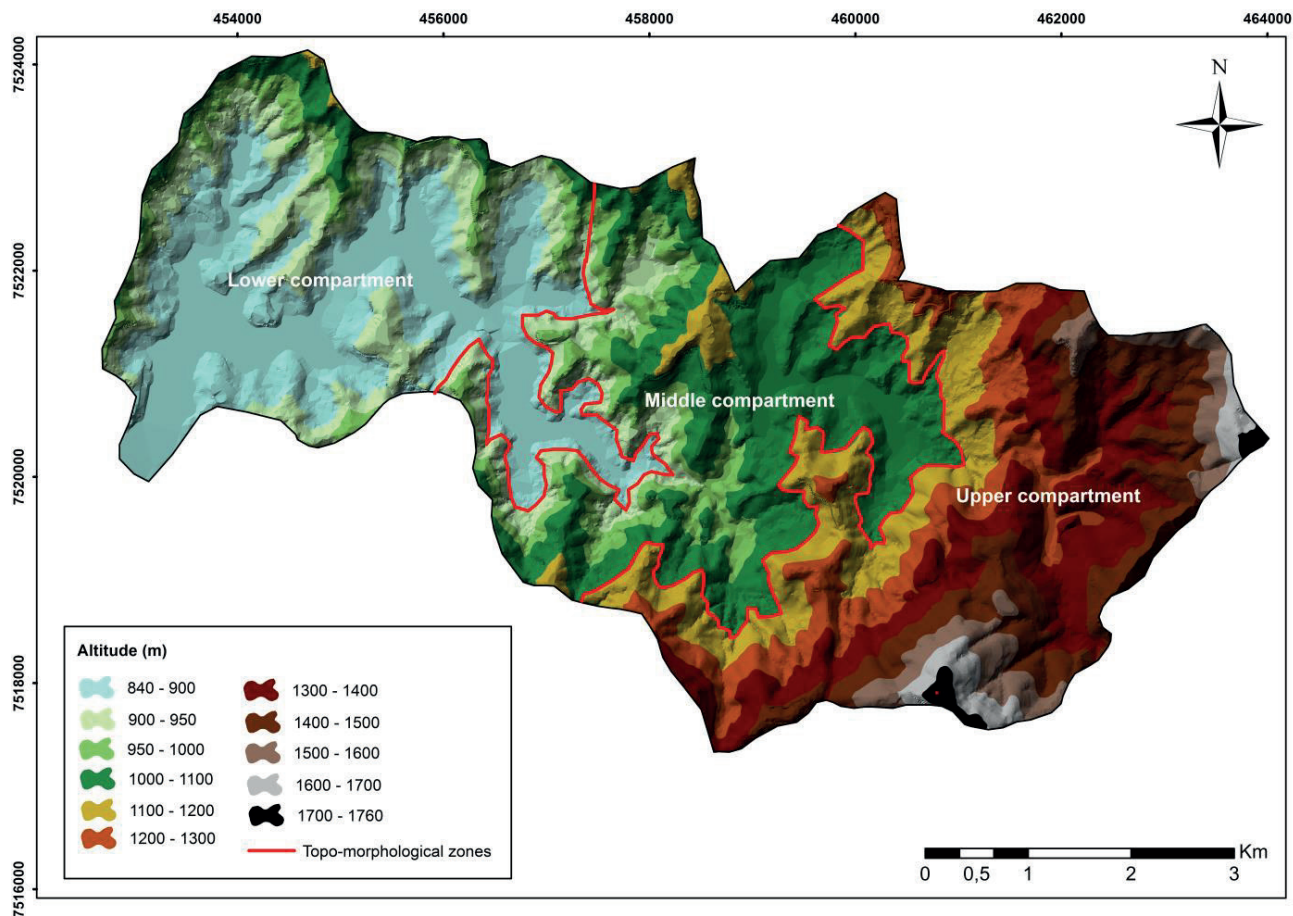 454000 456000 458000 460000 462000 464000
7524000
7522000
7520000
7518000
7516000
N
Lower compartment
Middle compartment
Upper compartment
Altitude (m)
840 - 900
900 - 950
950 - 1000
1000 - 1100
1100 - 1200
1200 - 1300
1300 - 1400
1400 - 1500
1500 - 1600
1600 - 1700
1700 - 1760
Topo-morphological zones
Km
0 0,5 1 2 3